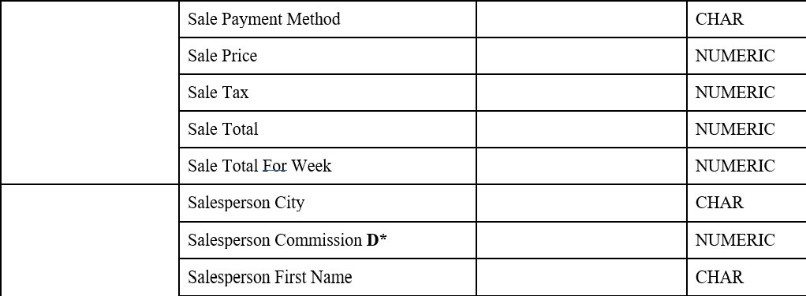 Sale Payment Method CHAR
Sale Price NUMERIC
Sale Tax NUMERIC
Sale Total NUMERIC
Sale Total For Week NUMERIC
Salesperson City CHAR
Salesperson Commission D* NUMERIC
Salesperson First Name CHAR